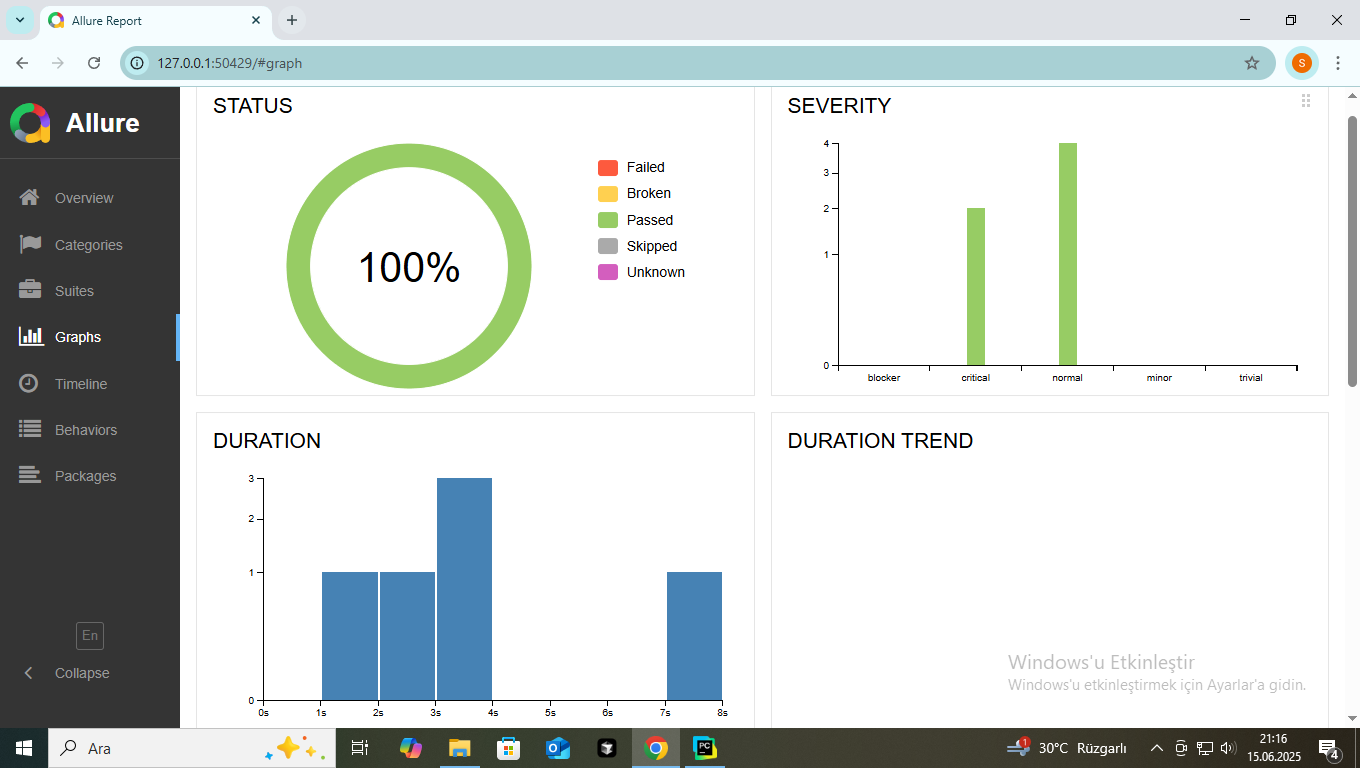 Allure Report
127.0.0.1:50429/#graph
S
Allure
Overview
Categories
Suites
Graphs
Timeline
Behaviors
Packages
En
Collapse
STATUS
100%
Failed
Broken
Passed
Skipped
Unknown
SEVERITY
4
3
2
1
0
blocker critical normal minor trivial
DURATION
3
2
1
0
0s 1s 2s 3s 4s 5s 6s 7s 8s
DURATION TREND
Windows'u Etkinleştir
Windows'u etkinleştirmek için Ayarlar'a gidin.
Ara
O
PC
1
30°C Rüzgarlı
21:16
15.06.2025
4